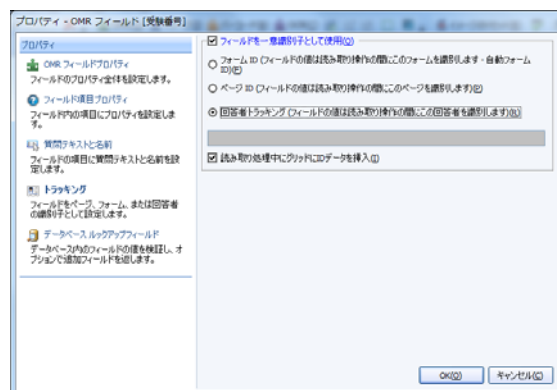 プロパティ - OMR フィールド [受験番号]
プロパティ
OMR フィールドプロパティ
フィールドのプロパティ全体を設定します。
フィールド項目プロパティ
フィールド内の項目にプロパティを設定しま
す。
質問テキストと名前
フィールドの項目に質問テキストと名前を設
定します。
トラッキング
フィールドをページ、フォーム、または回答者
の識別子として設定します。
データベース ルックアップフィールド
データベース内のフィールドの値を検証し、オ
プションで追加フィールドを返します。
フィールドを一意識別子として使用(O)
フォーム ID (フィールドの値は読み取り操作の間にこのフォームを識別します - 自動フォーム
ID)(F)
ページ ID (フィールドの値は読み取り操作の間にこのページを識別します)(P)
回答者トラッキング (フィールドの値は読み取り操作の間にこの回答者を識別します)(R)
読み取り処理中にグリッドにIDデータを挿入(I)
OK(O)
キャンセル(C)